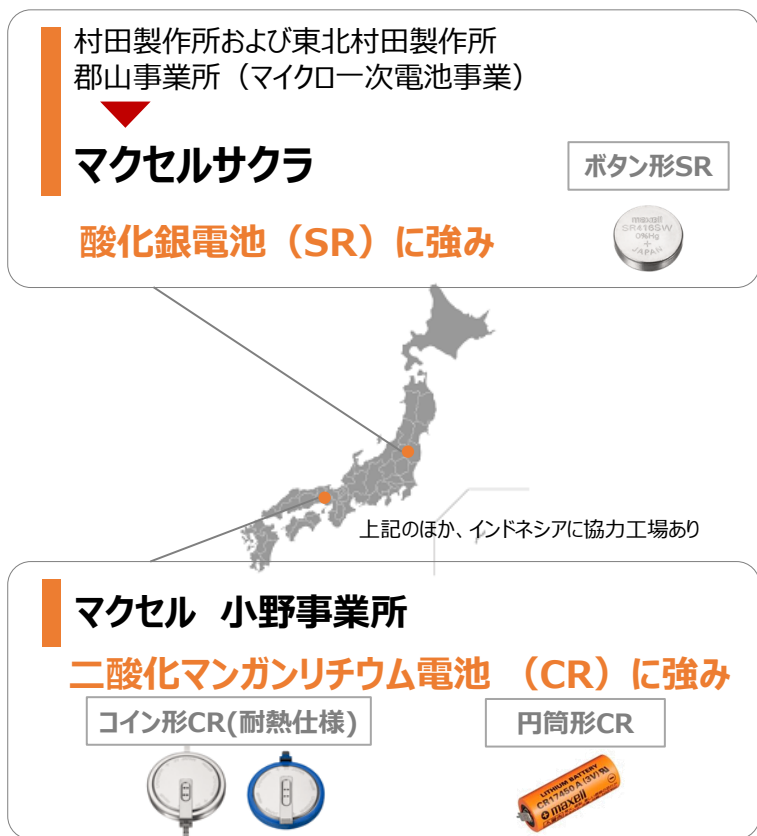 村田製作所および東北村田製作所
郡山事業所（マイクロ一次電池事業）
マクセルサクラ
ボタン形SR
酸化銀電池（SR）に強み
maxell
SR416SW
0%Hg
+
JAPAN
上記のほか、インドネシアに協力工場あり
マクセル 小野事業所
二酸化マンガンリチウム電池 （CR）に強み
コイン形CR(耐熱仕様)
円筒形CR
LITHIUM BATTERY
CR17450A (3V)
maxell